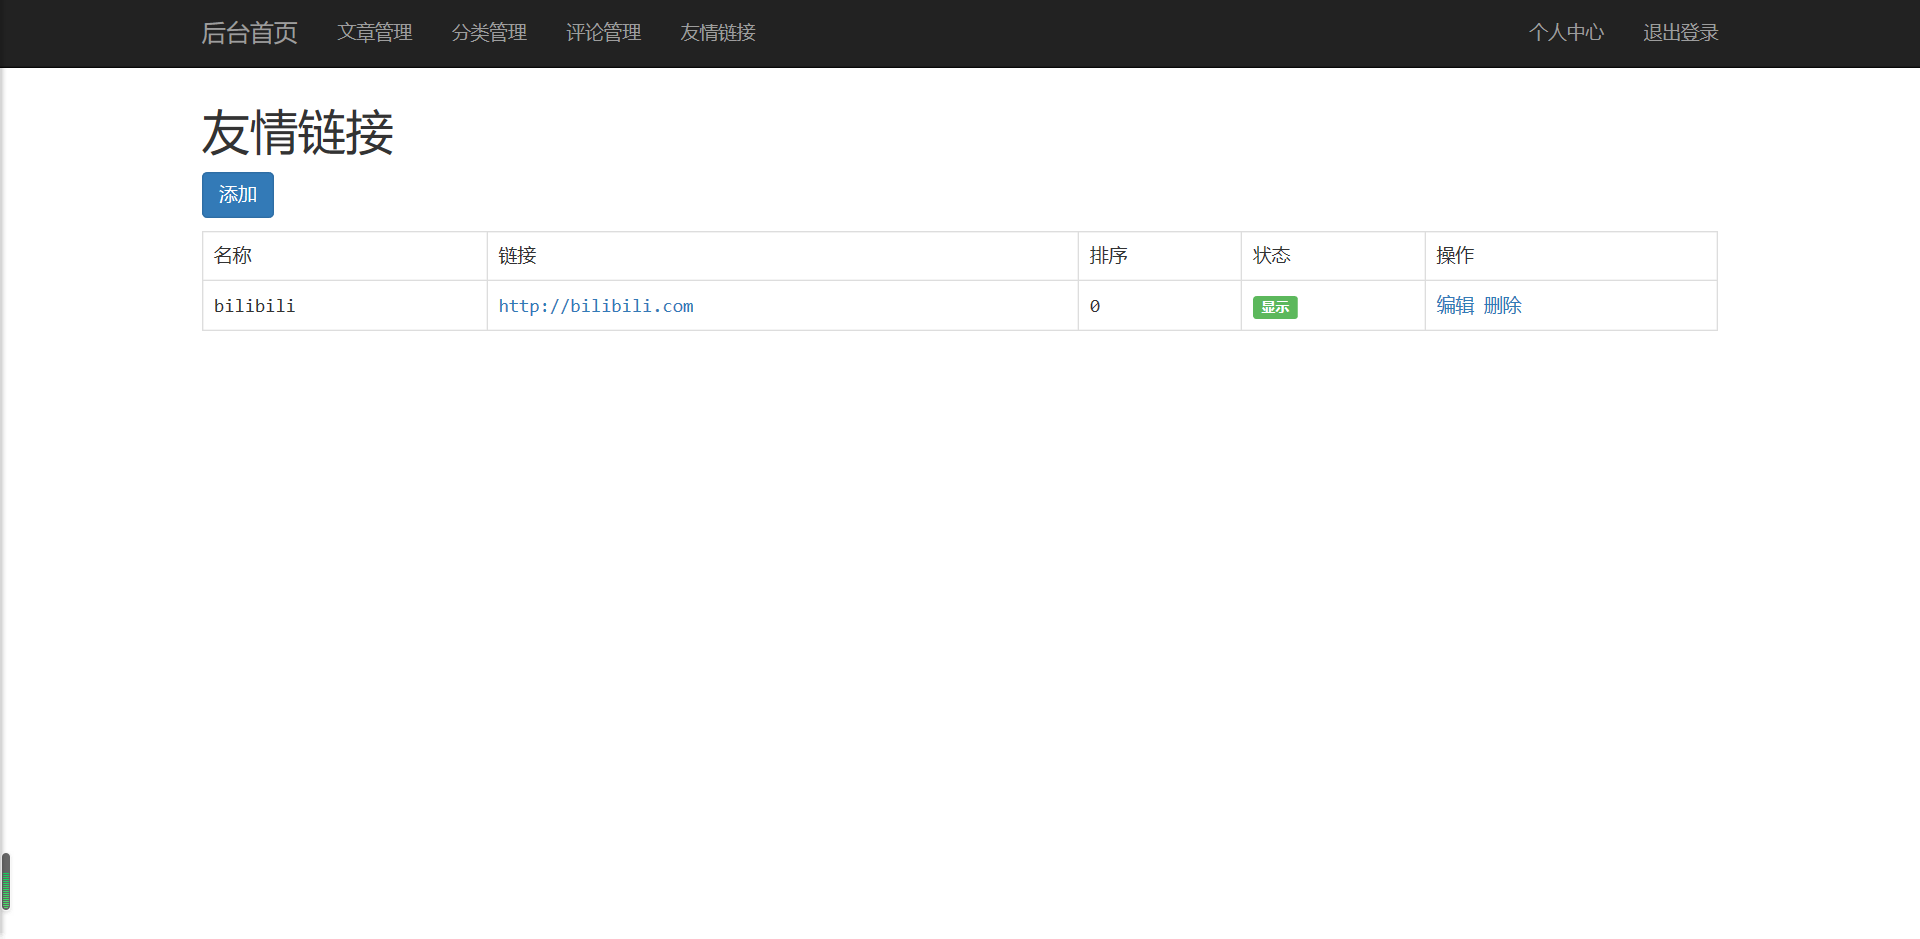 后台首页 文章管理 分类管理 评论管理 友情链接 个人中心 退出登录
友情链接
添加
名称 链接 排序 状态 操作
bilibili http://bilibili.com 0 显示 编辑 删除